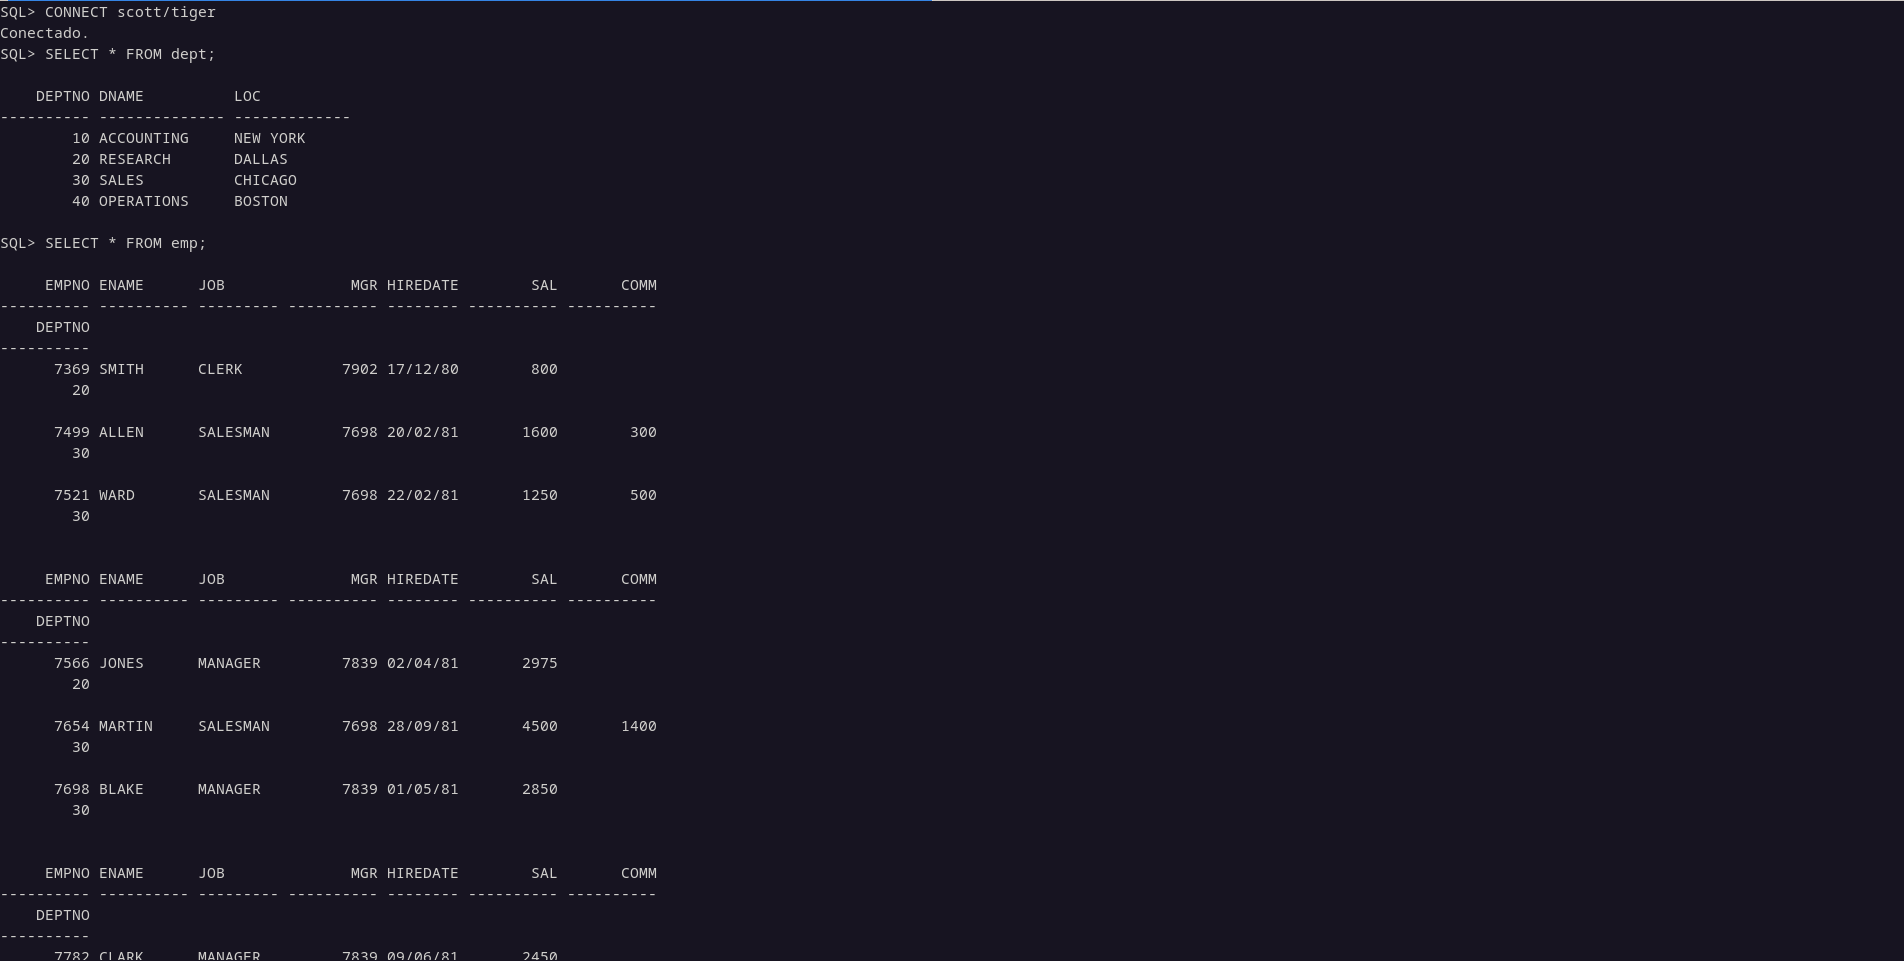 SQL> CONNECT scott/tiger
Conectado.
SQL> SELECT * FROM dept;

    DEPTNO DNAME          LOC
---------- -------------- -------------
        10 ACCOUNTING     NEW YORK
        20 RESEARCH       DALLAS
        30 SALES          CHICAGO
        40 OPERATIONS     BOSTON

SQL> SELECT * FROM emp;

     EMPNO ENAME      JOB              MGR HIREDATE        SAL       COMM
---------- ---------- --------- ---------- -------- ---------- ----------
    DEPTNO
----------
      7369 SMITH      CLERK           7902 17/12/80        800
        20

      7499 ALLEN      SALESMAN        7698 20/02/81       1600        300
        30

      7521 WARD       SALESMAN        7698 22/02/81       1250        500
        30


     EMPNO ENAME      JOB              MGR HIREDATE        SAL       COMM
---------- ---------- --------- ---------- -------- ---------- ----------
    DEPTNO
----------
      7566 JONES      MANAGER         7839 02/04/81       2975
        20

      7654 MARTIN     SALESMAN        7698 28/09/81       4500       1400
        30

      7698 BLAKE      MANAGER         7839 01/05/81       2850
        30


     EMPNO ENAME      JOB              MGR HIREDATE        SAL       COMM
---------- ---------- --------- ---------- -------- ---------- ----------
    DEPTNO
----------
      7782 CLARK      MANAGER         7839 09/06/81       2450